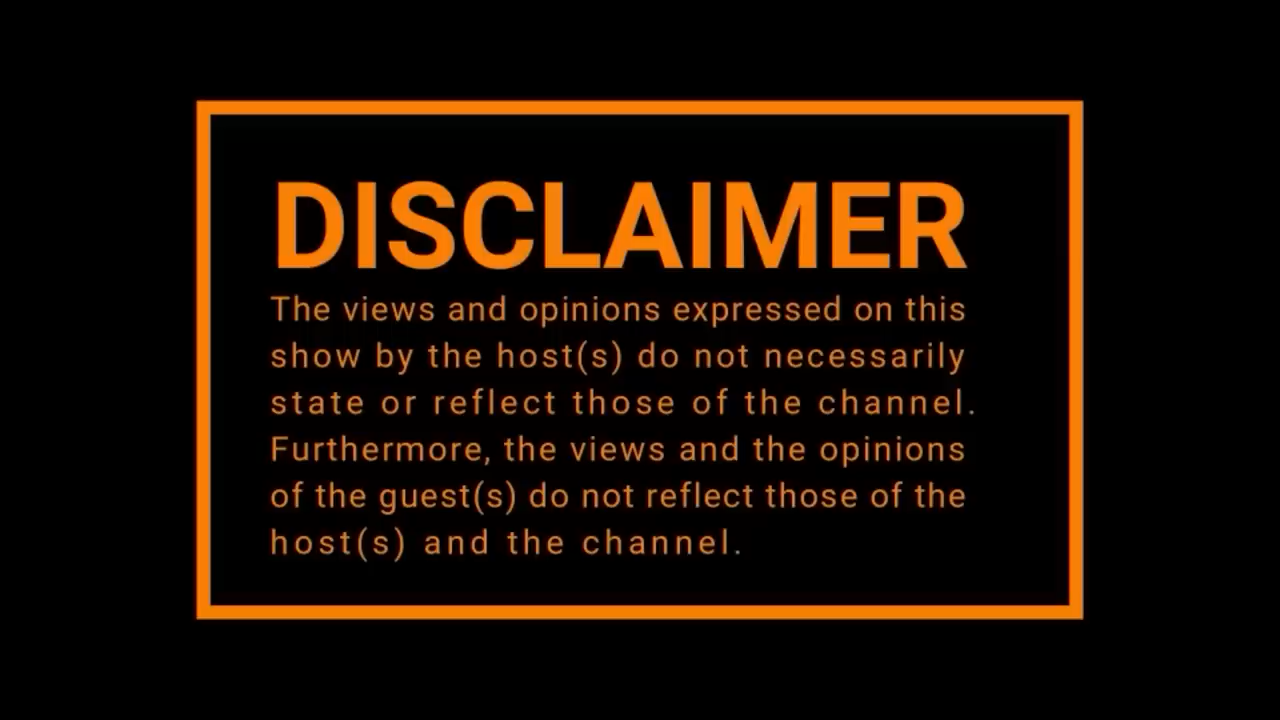 DISCLAIMER
The views and opinions expressed on this
show by the host(s) do not necessarily
state or reflect those of the channel.
Furthermore, the views and the opinions
of the guest(s) do not reflect those of the
host(s) and the channel.